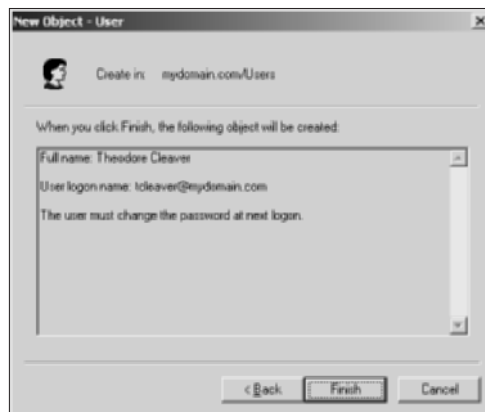 New Object - User
Create in: mydomain.com/Users
When you click Finish, the following object will be created:
Full name: Theodore Cleaver
User logon name: tcleaver@mydomain.com
The user must change the password at next logon.
< Back
Finish
Cancel